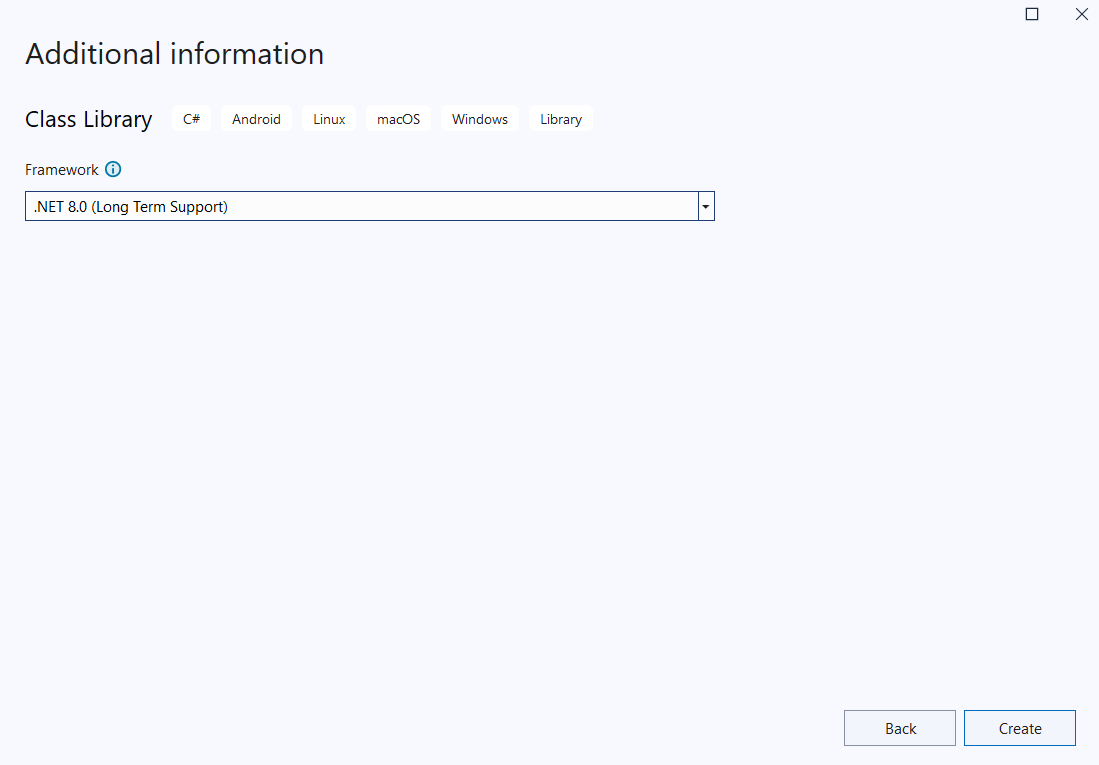 Additional information
Class Library C# Android Linux macOS Windows Library
Framework
.NET 8.0 (Long Term Support)
Back Create